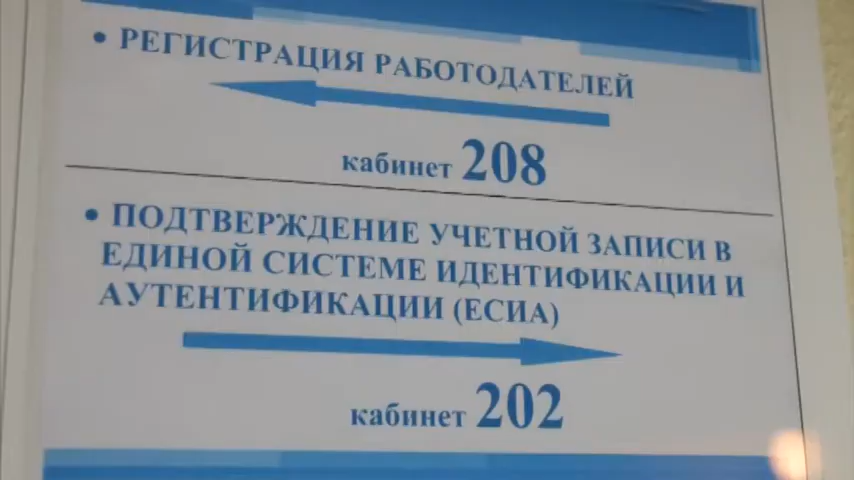 • РЕГИСТРАЦИЯ РАБОТОДАТЕЛЕЙ
кабинет 208
• ПОДТВЕРЖДЕНИЕ УЧЕТНОЙ ЗАПИСИ В
ЕДИНОЙ СИСТЕМЕ ИДЕНТИФИКАЦИИ И
АУТЕНТИФИКАЦИИ (ЕСИА)
кабинет 202